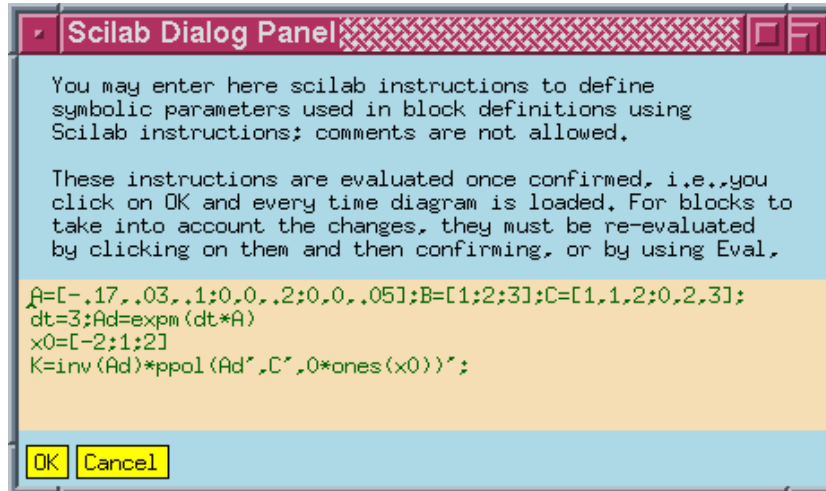 Scilab Dialog Panel
You may enter here scilab instructions to define
symbolic parameters used in block definitions using
Scilab instructions; comments are not allowed.
These instructions are evaluated once confirmed, i.e.,you
click on OK and every time diagram is loaded. For blocks to
take into account the changes, they must be re-evaluated
by clicking on them and then confirming, or by using Eval.
A=[-.17,.03,.1;0,0,.2;0,0,.05];B=[1;2;3];C=[1,1,2;0,2,3];
dt=3;Ad=expm(dt*A)
x0=[-2;1;2]
K=inv(Ad)*ppol(Ad',C',0*ones(x0))';
OK Cancel